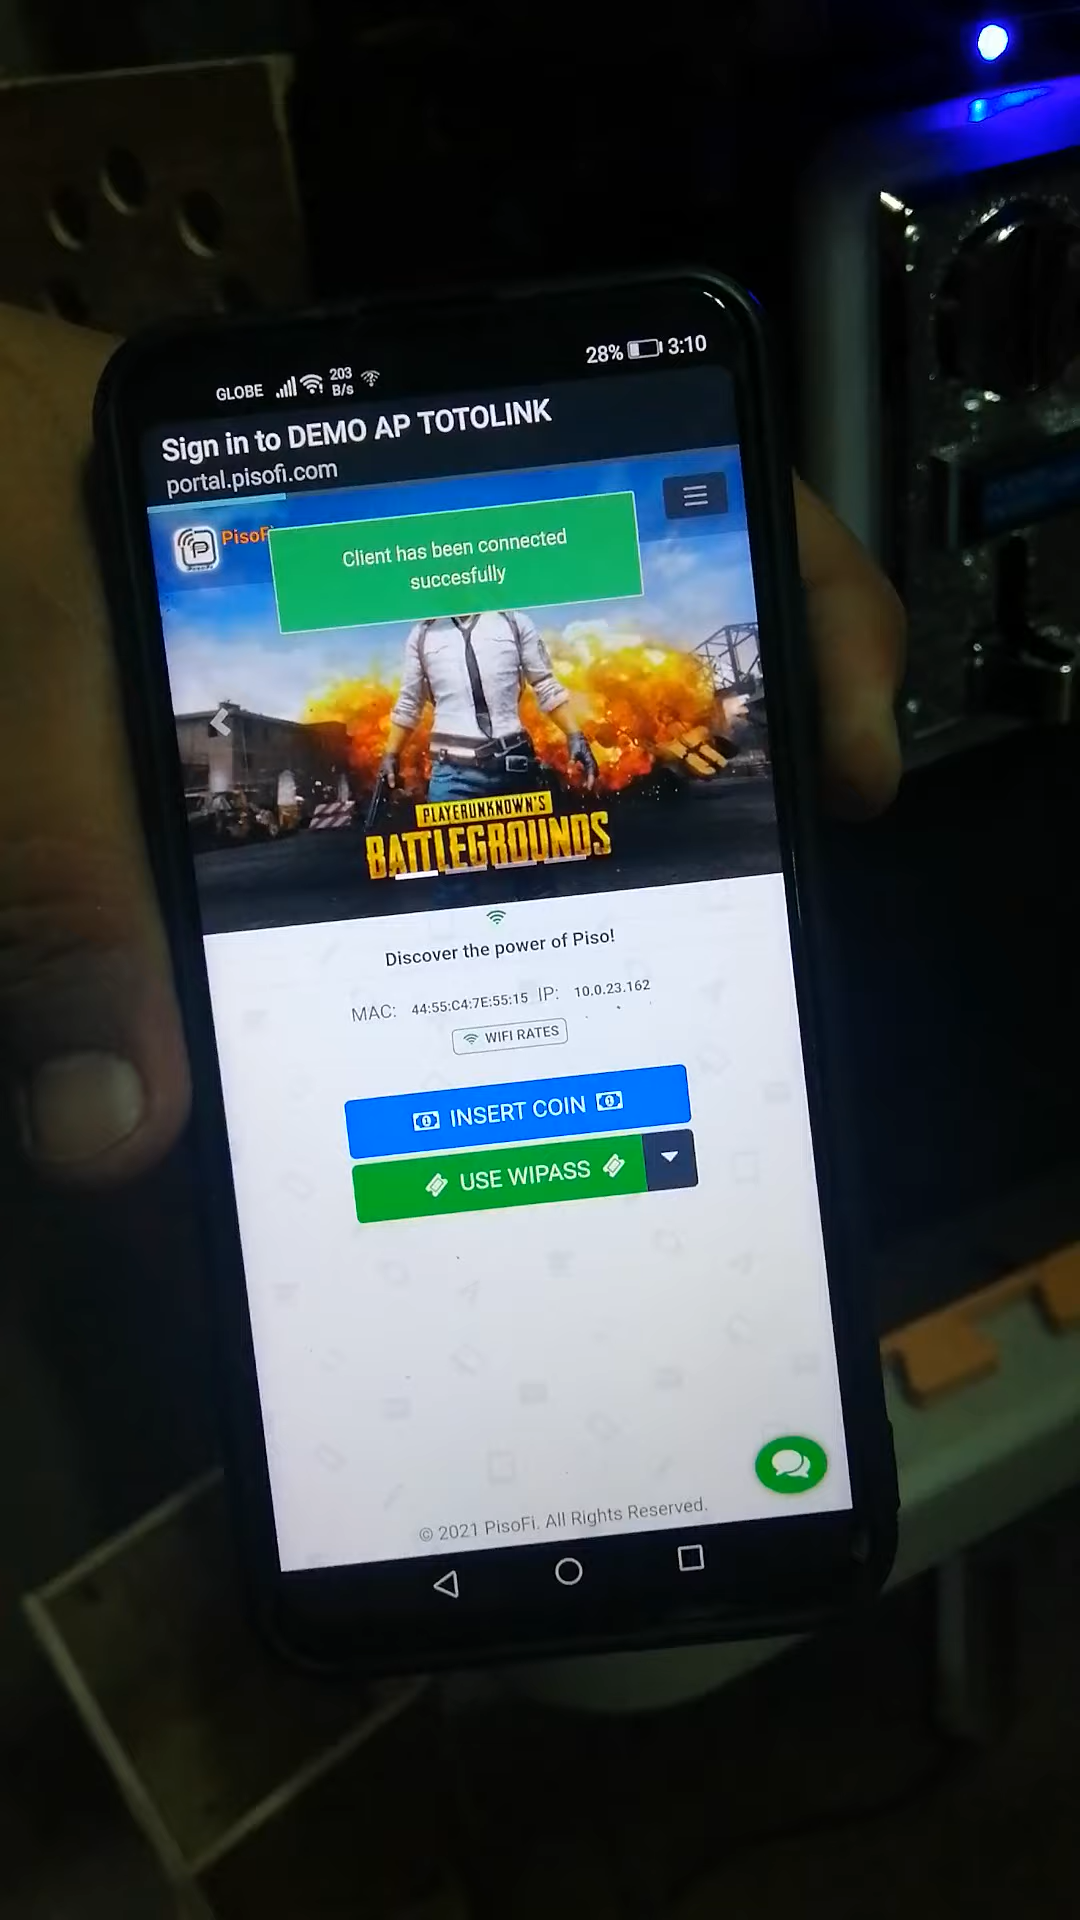 GLOBE 203 B/s 28% 3:10
Sign in to DEMO AP TOTOLINK
portal.pisofi.com
PisoF
Client has been connected
succesfully
PLAYERUNKNOWN'S
BATTLEGROUNDS
Discover the power of Piso!
MAC: 44:55:C4:7E:55:15 IP: 10.0.23.162
WIFI RATES
INSERT COIN
USE WIPASS
© 2021 PisoFi. All Rights Reserved.